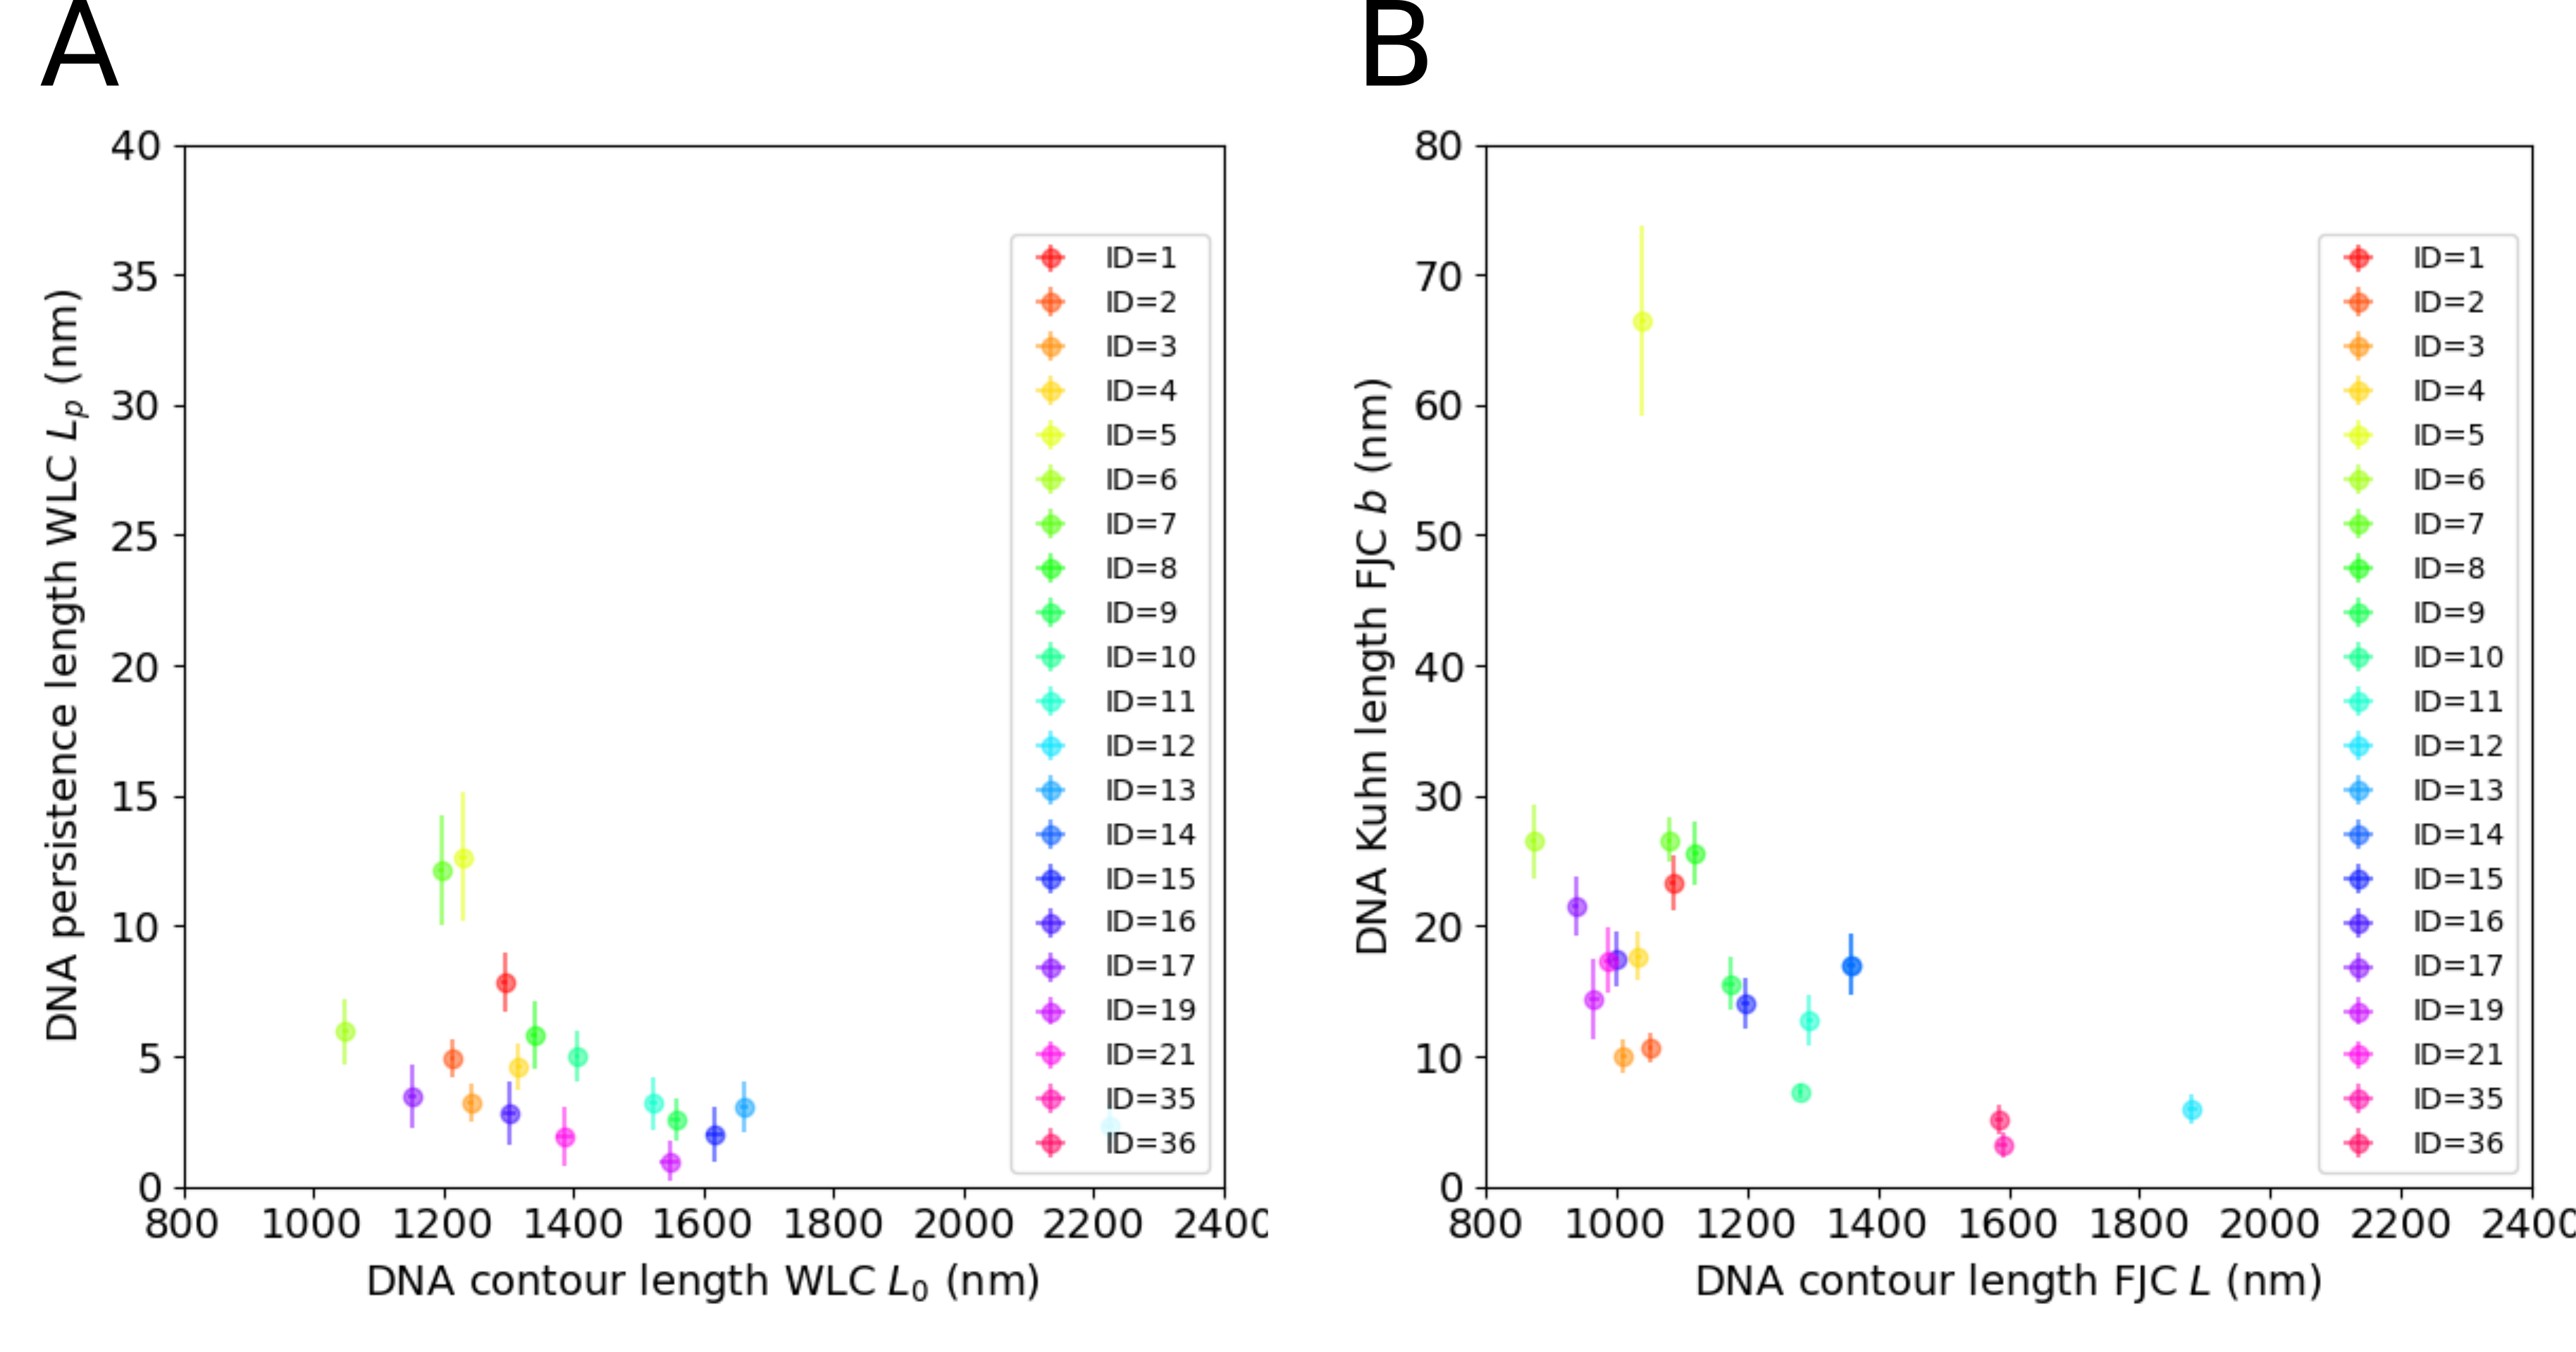 A
B
40
35
30
25
20
15
10
5
0
DNA persistence length WLC Lp (nm)
800 1000 1200 1400 1600 1800 2000 2200 2400
DNA contour length WLC L0 (nm)
ID=1
ID=2
ID=3
ID=4
ID=5
ID=6
ID=7
ID=8
ID=9
ID=10
ID=11
ID=12
ID=13
ID=14
ID=15
ID=16
ID=17
ID=19
ID=21
ID=35
ID=36
80
70
60
50
40
30
20
10
0
DNA Kuhn length FJC b (nm)
800 1000 1200 1400 1600 1800 2000 2200 2400
DNA contour length FJC L (nm)
ID=1
ID=2
ID=3
ID=4
ID=5
ID=6
ID=7
ID=8
ID=9
ID=10
ID=11
ID=12
ID=13
ID=14
ID=15
ID=16
ID=17
ID=19
ID=21
ID=35
ID=36